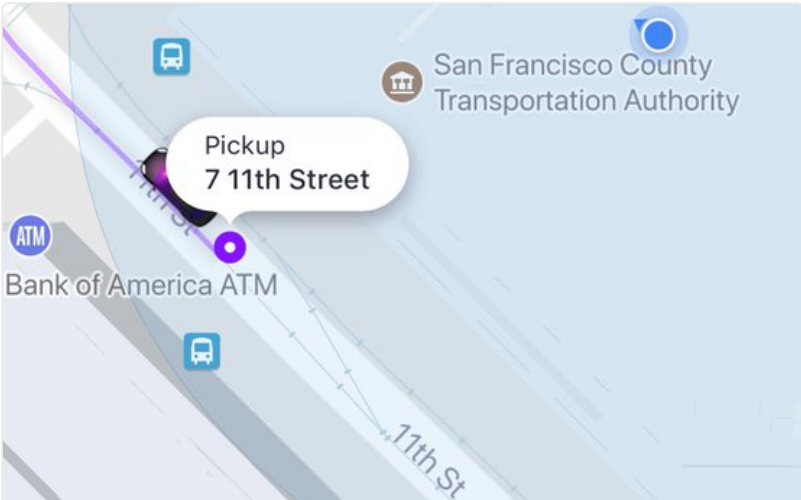 San Francisco County
Transportation Authority
Pickup
7 11th Street
11th St
ATM
Bank of America ATM
11th St